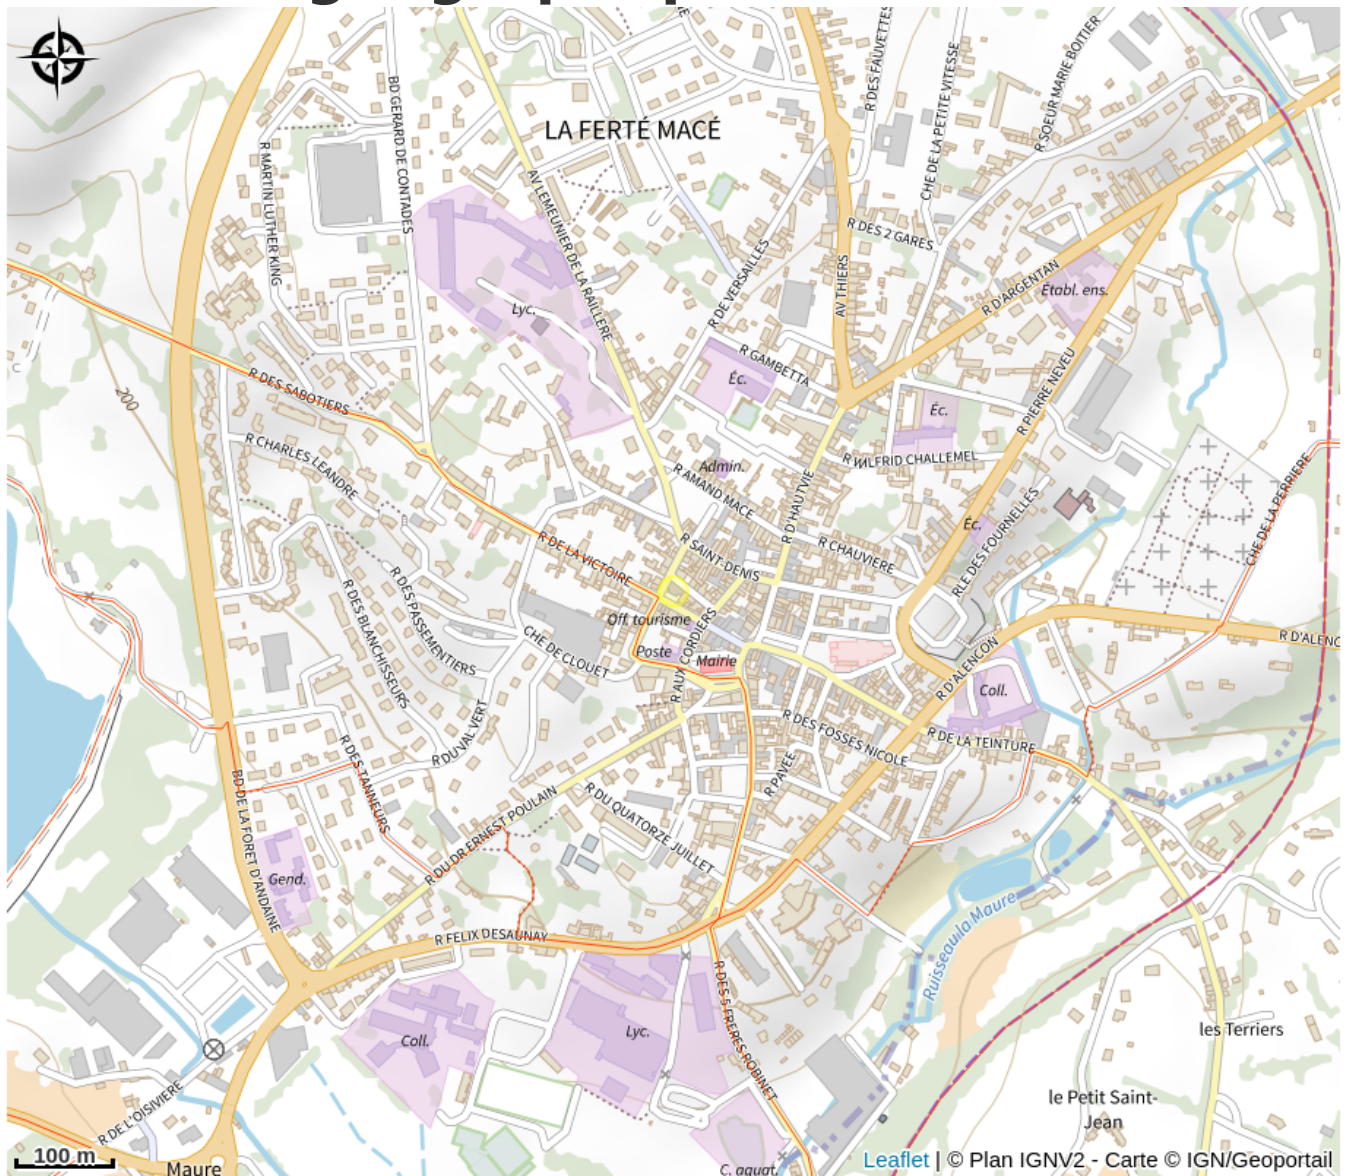 LA FERTÉ MACÉ
BD GERARD DE CONTADES
R MARTIN LUTHER KING
AV LEMEUNIER DE LA RAILLERE
R DES FAUVETTES
CHE DE LA PETITE VITESSE
R SOEUR MARIE BOITIER
R DES 2 GARES
AV THIERS
R DE VERSAILLES
R D'ARGENTAN
Établ. ens.
Lyc.
R GAMBETTA
Éc.
R PIERRE NEVEU
Éc.
R DES SABOTIERS
200
R CHARLES LEANDRE
Admin.
R AMAND MACE
R WILFRID CHALLEMEL
R D'HAUTVIE
CHE DE LA PERRIERE
Éc.
RLE DES FOURNELLES
R DE LA VICTOIRE
R SAINT-DENIS
R CHAUVIERE
R DES PASSEMENTIERS
R DES BLANCHISSEURS
Off. tourisme
CHE DE CLOUET
Poste
R AUX CORDIERS
Mairie
R D'ALENCON
R D'ALENC
Coll.
R DUVAL VERT
R DES FOSSES NICOLE
R DE LA TEINTURE
R DES TANNEURS
BD DE LA FORET D'ANDAINE
R PAVEE
R DU QUATORZE JUILLET
R DU DR ERNEST POULAIN
Gend.
R FELIX DESAUNAY
Ruisseau la Maure
R DES 5 FRERES ROBINET
Coll.
Lyc.
les Terriers
le Petit Saint-
Jean
R DE L'OISIVIERE
100 m
Maure
C. aquat.
Leaflet | © Plan IGNV2 - Carte © IGN/Geoportail